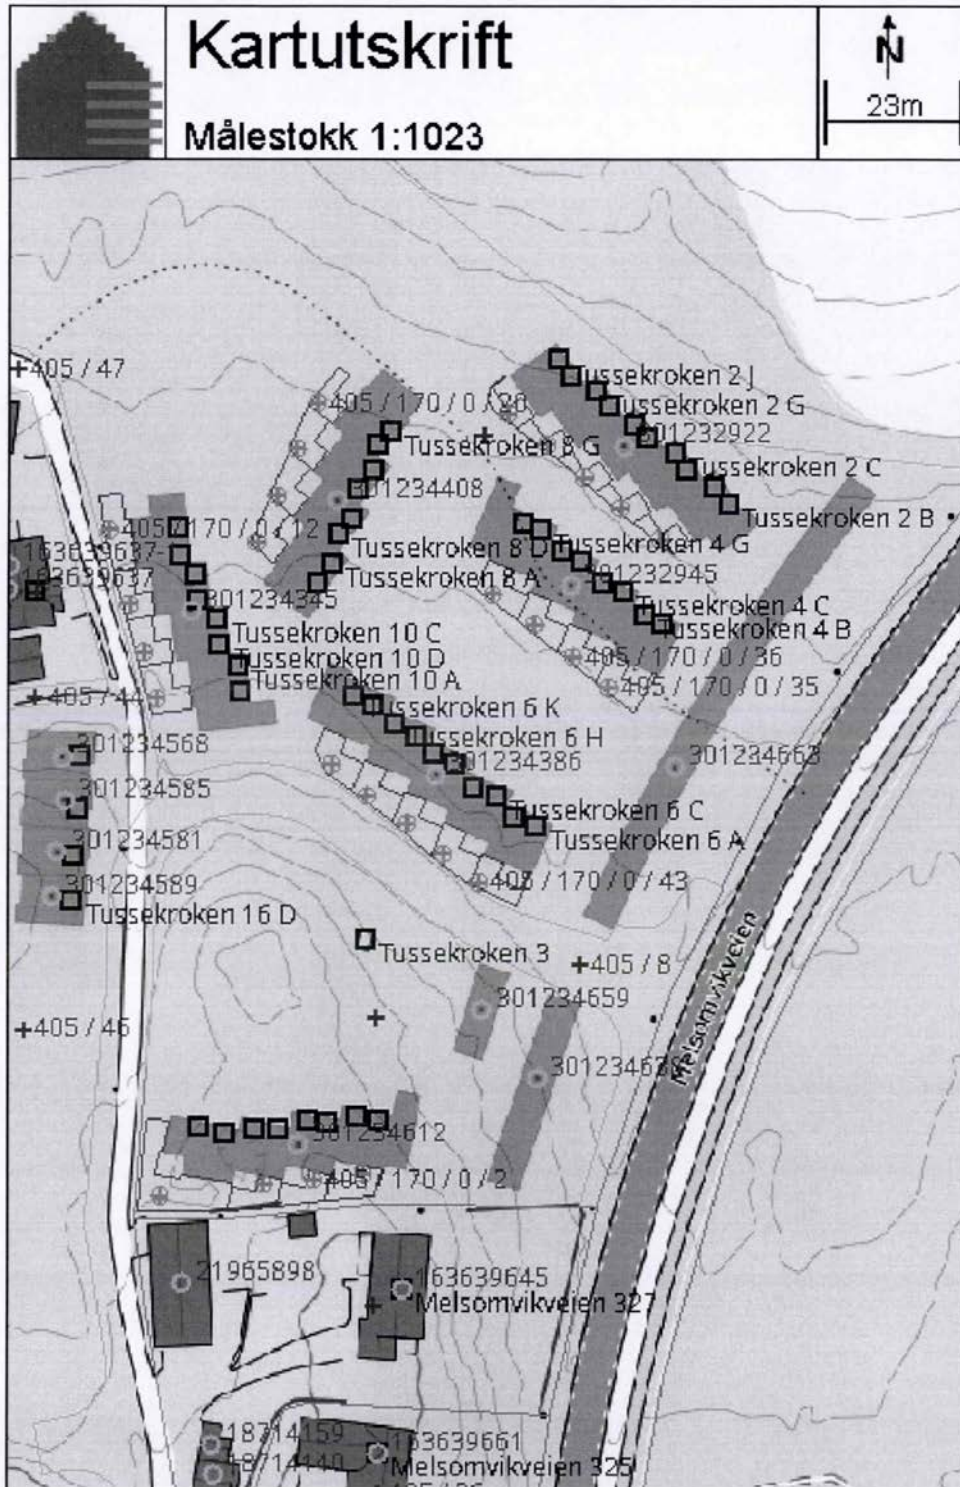 Kartutskrift
Målestokk 1:1023
N
23m
405 / 47
Tussekroken 2 J
405 / 170 / 0 / 20
Tussekroken 2 G
301232922
Tussekroken 8 G
Tussekroken 2 C
301234408
Tussekroken 2 B
405 / 170 / 0 / 12
Tussekroken 8 D
Tussekroken 4 G
163639637-
163639637
Tussekroken 8 A
301232945
301234345
Tussekroken 4 C
Tussekroken 10 C
Tussekroken 4 B
Tussekroken 10 D
405 / 170 / 0 / 36
Tussekroken 10 A
405 / 170 / 0 / 35
405 / 44
Tussekroken 6 K
Tussekroken 6 H
301234568
301234386
301234663
301234585
Tussekroken 6 C
301234581
Tussekroken 6 A
301234589
405 / 170 / 0 / 43
Tussekroken 16 D
Tussekroken 3
405 / 8
Melsomvikveien
301234659
405 / 46
301234612
405 / 170 / 0 / 2
21965898
163639645
Melsomvikveien 327
18714159
163639661
18714140
Melsomvikveien 325